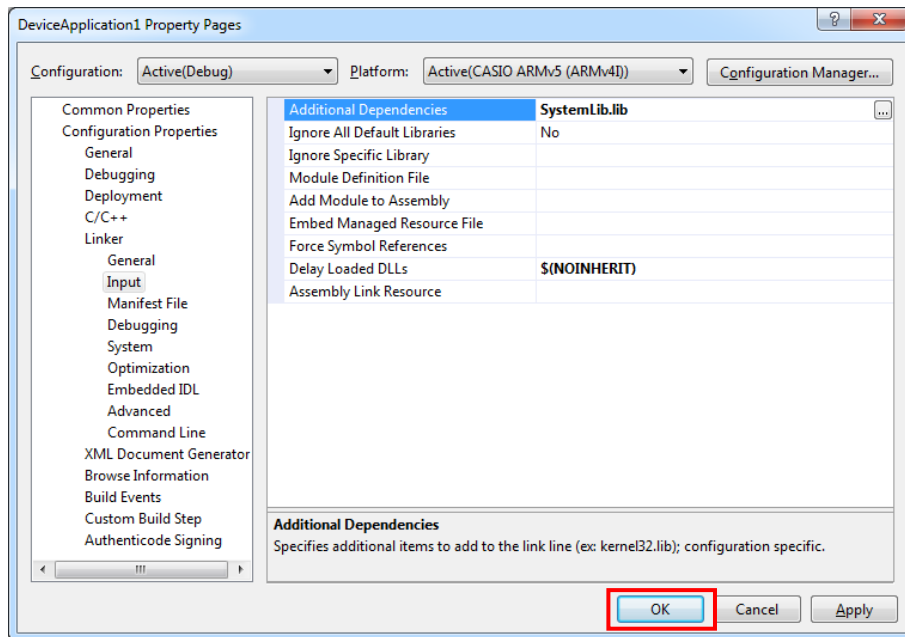 DeviceApplication1 Property Pages
Configuration: Active(Debug) Platform: Active(CASIO ARMv5 (ARMv4I)) Configuration Manager...
Common Properties
Configuration Properties
General
Debugging
Deployment
C/C++
Linker
General
Input
Manifest File
Debugging
System
Optimization
Embedded IDL
Advanced
Command Line
XML Document Generator
Browse Information
Build Events
Custom Build Step
Authenticode Signing
Additional Dependencies SystemLib.lib ...
Ignore All Default Libraries No
Ignore Specific Library
Module Definition File
Add Module to Assembly
Embed Managed Resource File
Force Symbol References
Delay Loaded DLLs $(NOINHERIT)
Assembly Link Resource
Additional Dependencies
Specifies additional items to add to the link line (ex: kernel32.lib); configuration specific.
OK Cancel Apply